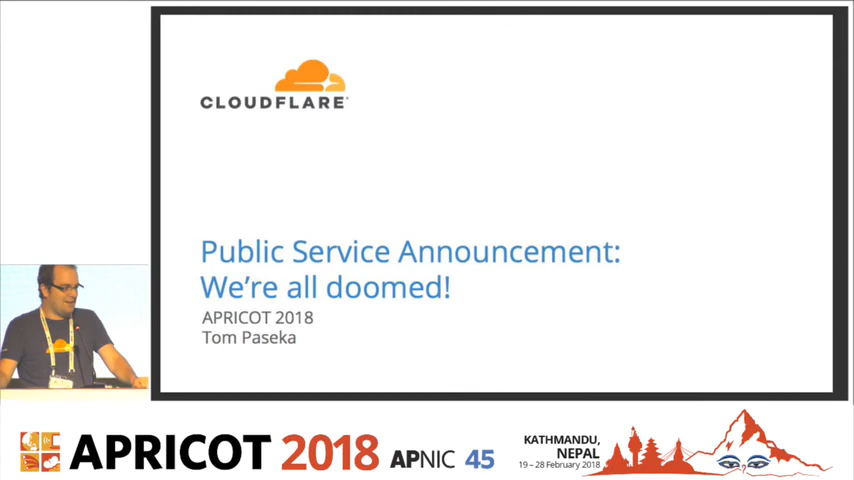 CLOUDFLARE
Public Service Announcement:
We're all doomed!
APRICOT 2018
Tom Paseka
APRICOT 2018 APNIC 45
KATHMANDU,
NEPAL
19 – 28 February 2018